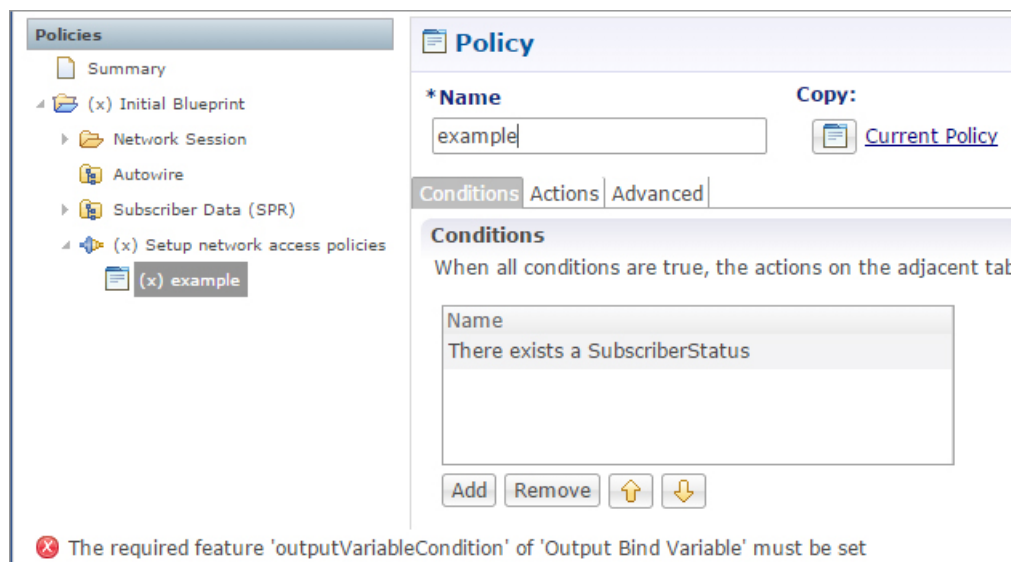 Policies
Summary
(x) Initial Blueprint
Network Session
Autowire
Subscriber Data (SPR)
(x) Setup network access policies
(x) example
Policy
*Name Copy:
example Current Policy
Conditions Actions Advanced
Conditions
When all conditions are true, the actions on the adjacent tab
Name
There exists a SubscriberStatus
Add Remove
The required feature 'outputVariableCondition' of 'Output Bind Variable' must be set